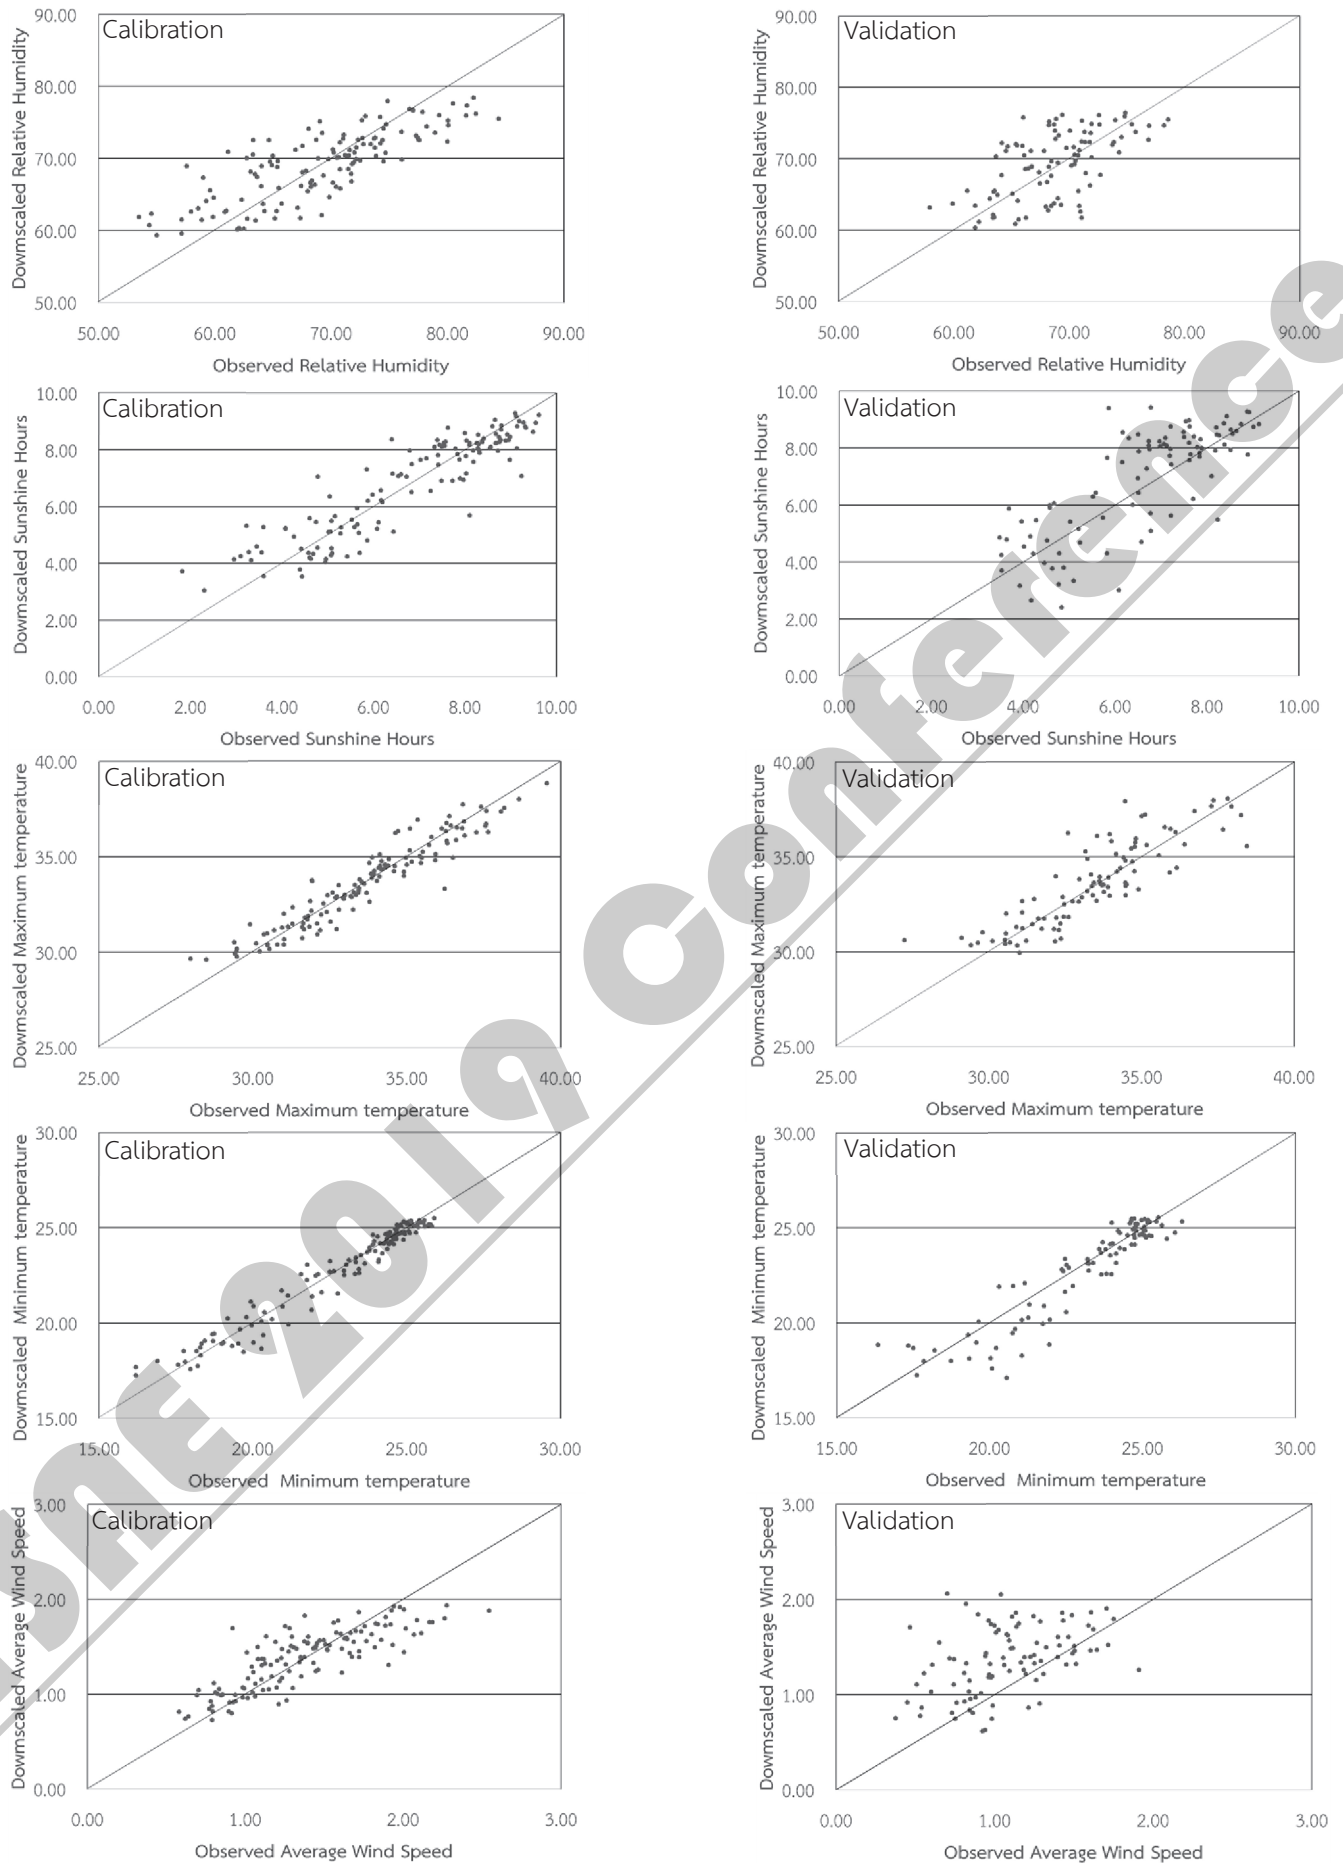 Calibration
Dowmscaled Relative Humidity
90.00
80.00
70.00
60.00
50.00
50.00 60.00 70.00 80.00 90.00
Observed Relative Humidity
Validation
Dowmscaled Relative Humidity
90.00
80.00
70.00
60.00
50.00
50.00 60.00 70.00 80.00 90.00
Observed Relative Humidity
Calibration
Dowmscaled Sunshine Hours
10.00
8.00
6.00
4.00
2.00
0.00
0.00 2.00 4.00 6.00 8.00 10.00
Observed Sunshine Hours
Validation
Dowmscaled Sunshine Hours
10.00
8.00
6.00
4.00
2.00
0.00
0.00 2.00 4.00 6.00 8.00 10.00
Observed Sunshine Hours
Calibration
Dowmscaled Maximum temperature
40.00
35.00
30.00
25.00
25.00 30.00 35.00 40.00
Observed Maximum temperature
Validation
Dowmscaled Maximum temperature
40.00
35.00
30.00
25.00
25.00 30.00 35.00 40.00
Observed Maximum temperature
Calibration
Dowmscaled Minimum temperature
30.00
25.00
20.00
15.00
15.00 20.00 25.00 30.00
Observed Minimum temperature
Validation
Dowmscaled Minimum temperature
30.00
25.00
20.00
15.00
15.00 20.00 25.00 30.00
Observed Minimum temperature
Calibration
Dowmscaled Average Wind Speed
3.00
2.00
1.00
0.00
0.00 1.00 2.00 3.00
Observed Average Wind Speed
Validation
Dowmscaled Average Wind Speed
3.00
2.00
1.00
0.00
0.00 1.00 2.00 3.00
Observed Average Wind Speed
2019 Conference